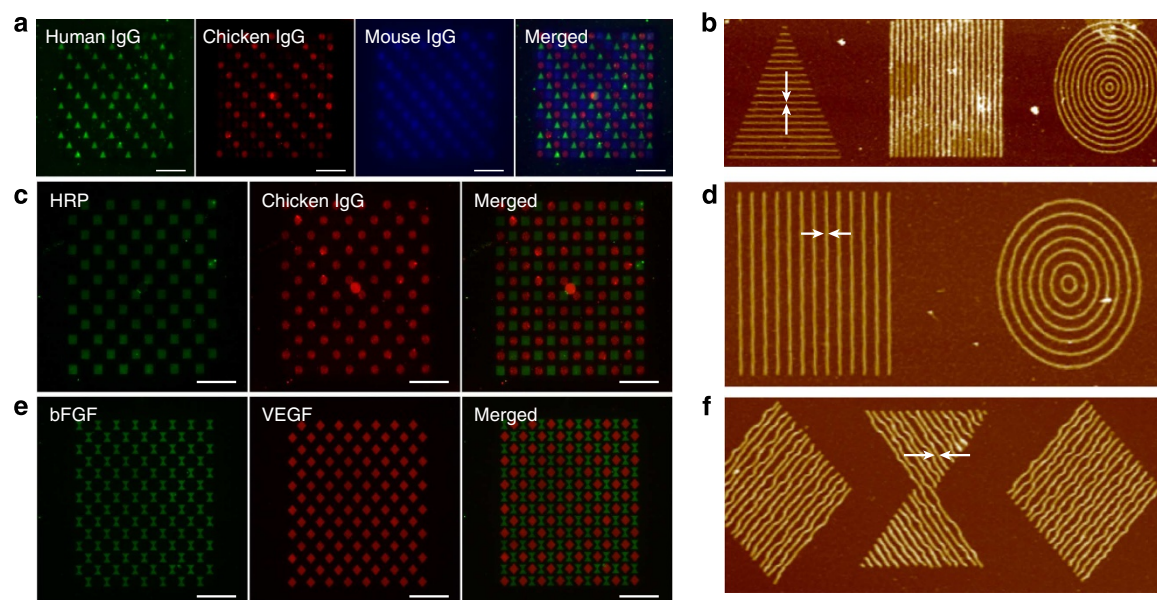 a
Human IgG
Chicken IgG
Mouse IgG
Merged
b
c
HRP
Chicken IgG
Merged
d
e
bFGF
VEGF
Merged
f